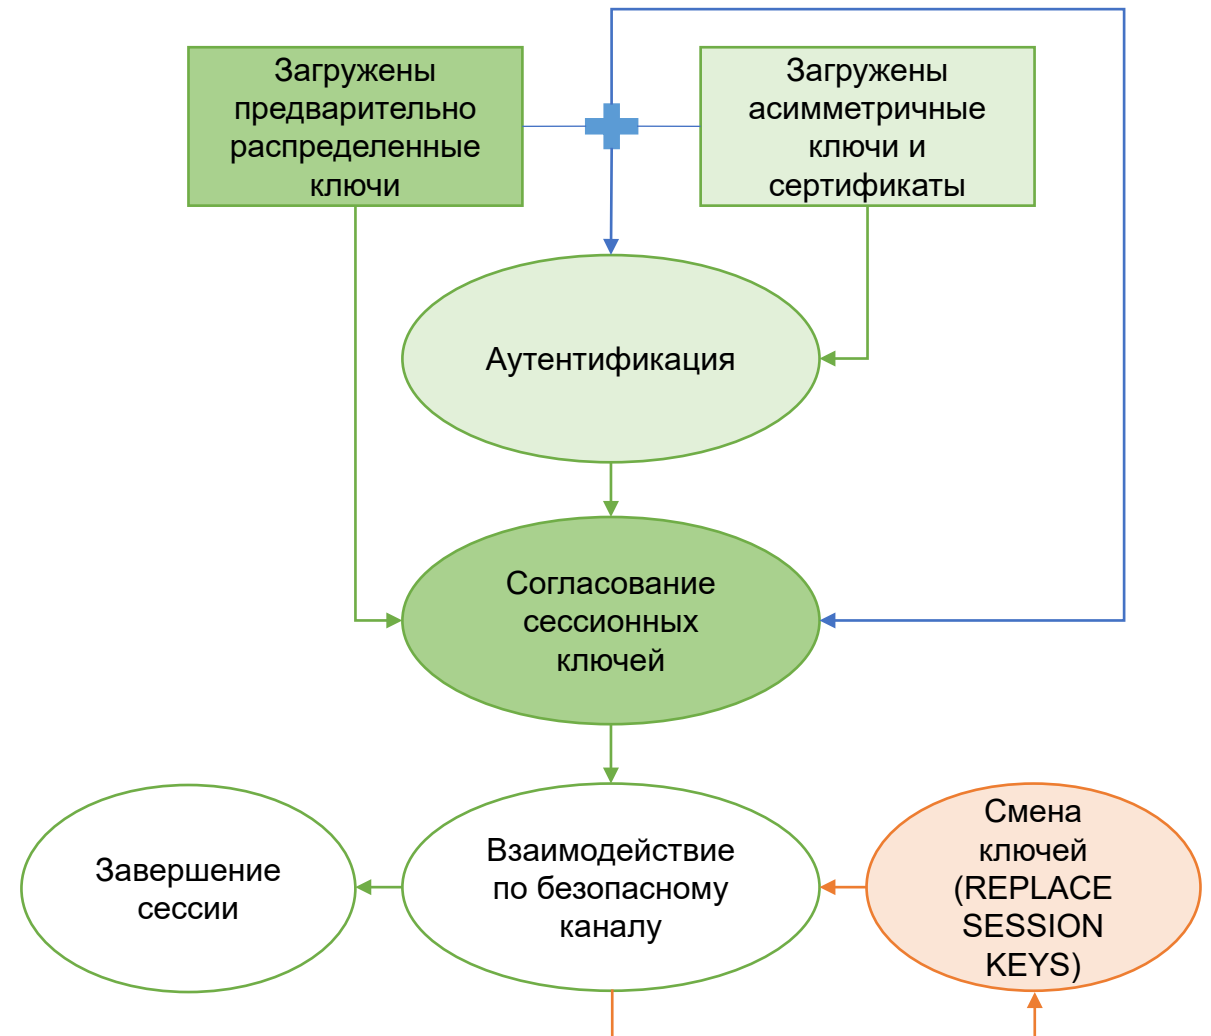 Загружены
предварительно
распределенные
ключи
Загружены
асимметричные
ключи и
сертификаты
Аутентификация
Согласование
сессионных
ключей
Завершение
сессии
Взаимодействие
по безопасному
каналу
Смена
ключей
(REPLACE
SESSION
KEYS)